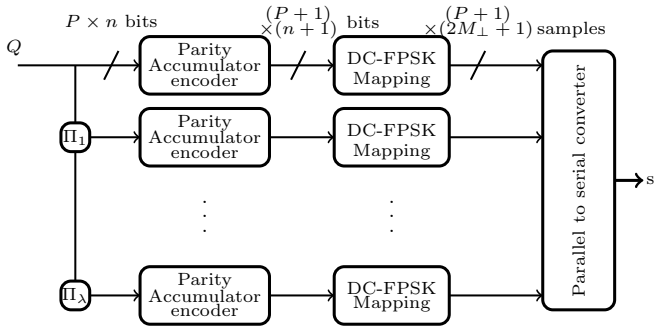 P × n bits
(P + 1)
×(n + 1) bits
(P + 1)
×(2M⊥ + 1) samples
Q
Parity
Accumulator
encoder
DC-FPSK
Mapping
Π1
Parity
Accumulator
encoder
DC-FPSK
Mapping
Parallel to serial converter
s
Πλ
Parity
Accumulator
encoder
DC-FPSK
Mapping